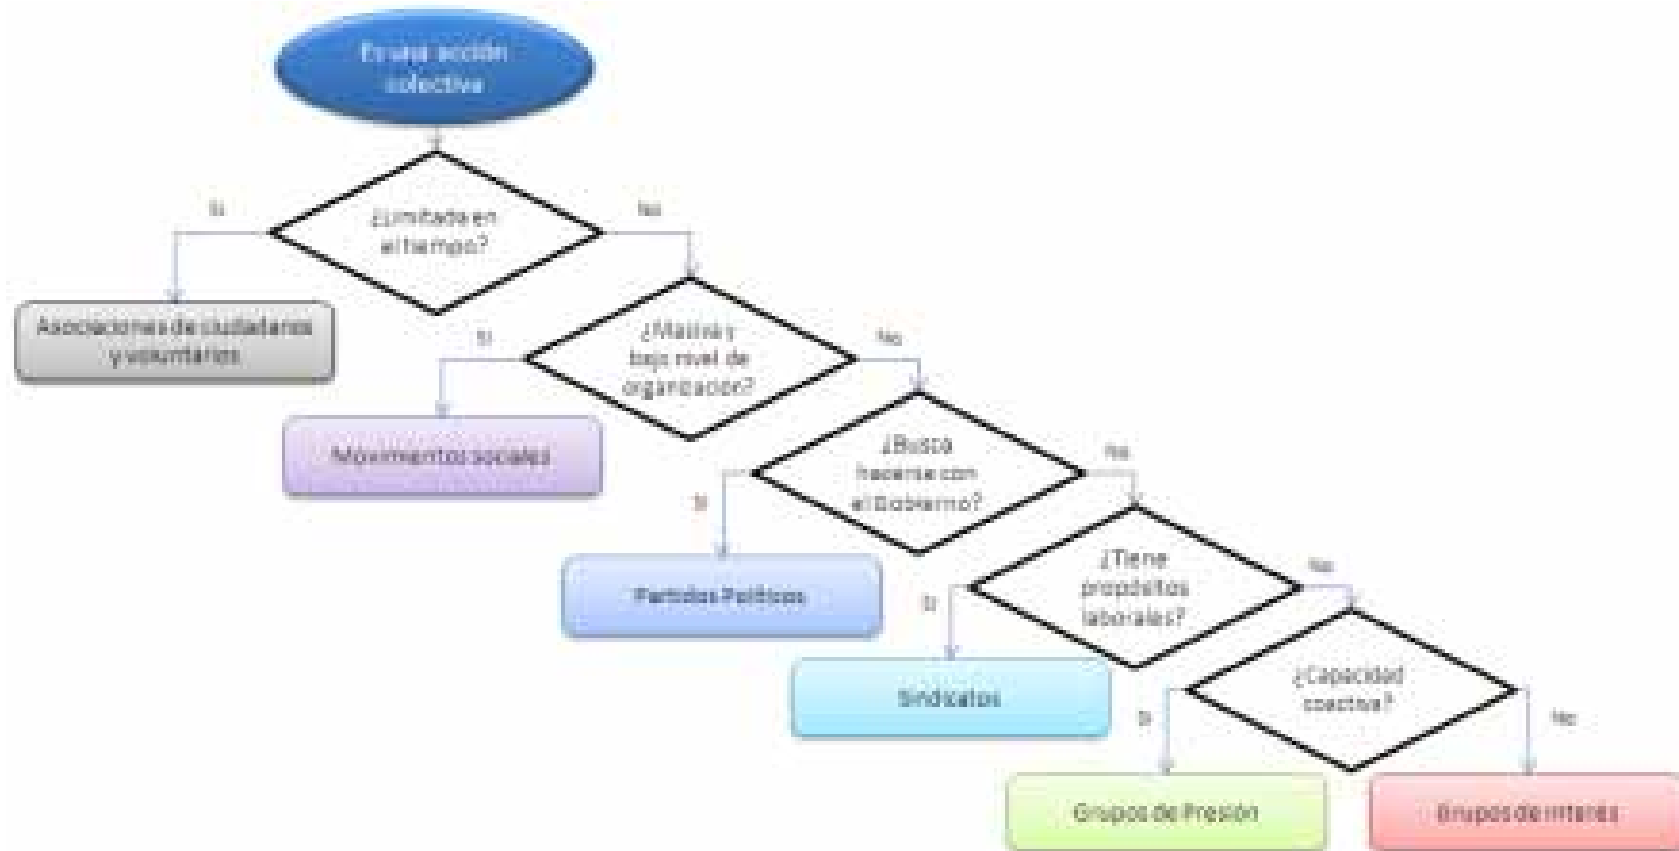 Es una acción
colectiva
Si
No
¿Limitada en
el tiempo?
Asociaciones de ciudadanos
y voluntarios
Si
No
¿Masiva y
bajo nivel de
organización?
Movimientos sociales
Si
No
¿Busca
hacerse con
el Gobierno?
Partidos Políticos
Si
No
¿Tiene
propósitos
laborales?
Sindicatos
Si
No
¿Capacidad
coactiva?
Grupos de Presión
Grupos de interés